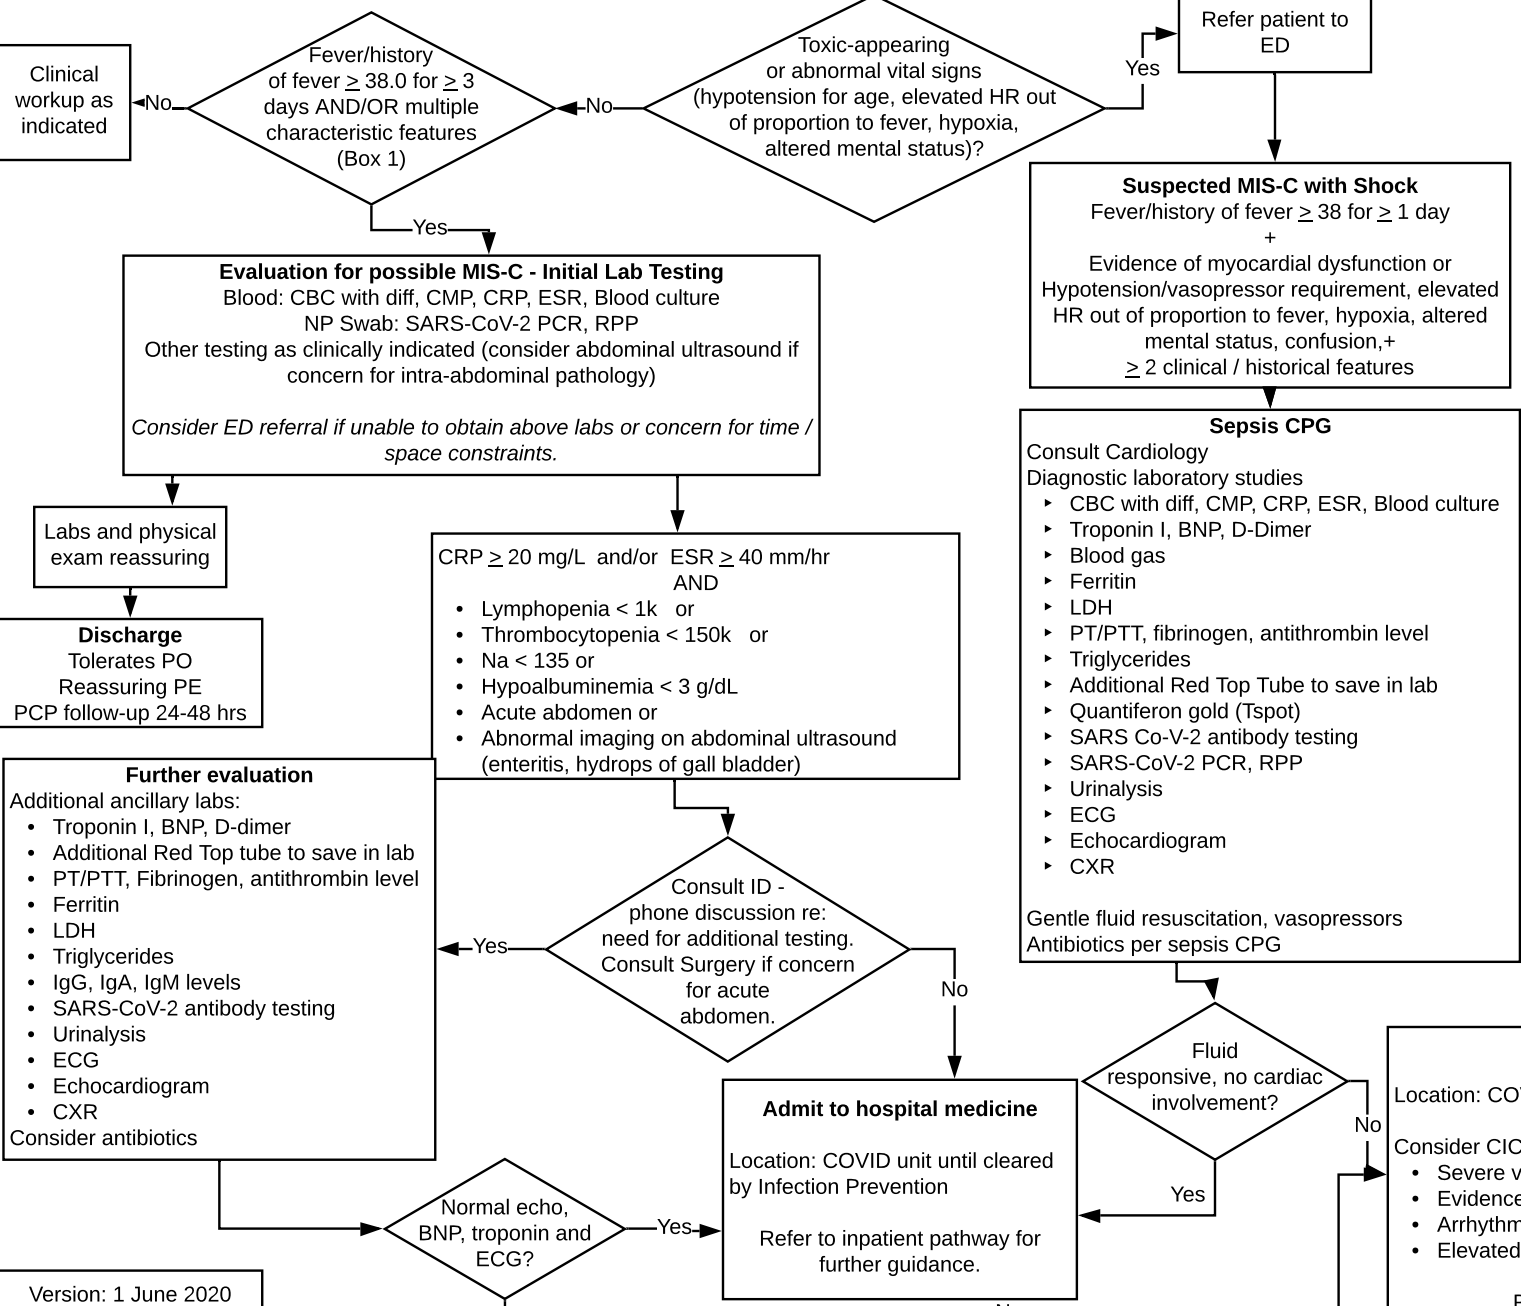 Clinical
workup as
indicated
No
Fever/history
of fever ≥ 38.0 for ≥ 3
days AND/OR multiple
characteristic features
(Box 1)
No
Toxic-appearing
or abnormal vital signs
(hypotension for age, elevated HR out
of proportion to fever, hypoxia,
altered mental status)?
Yes
Refer patient to
ED
Yes
Evaluation for possible MIS-C - Initial Lab Testing
Blood: CBC with diff, CMP, CRP, ESR, Blood culture
NP Swab: SARS-CoV-2 PCR, RPP
Other testing as clinically indicated (consider abdominal ultrasound if
concern for intra-abdominal pathology)
Consider ED referral if unable to obtain above labs or concern for time /
space constraints.
Suspected MIS-C with Shock
Fever/history of fever ≥ 38 for ≥ 1 day
+
Evidence of myocardial dysfunction or
Hypotension/vasopressor requirement, elevated
HR out of proportion to fever, hypoxia, altered
mental status, confusion,+
≥ 2 clinical / historical features
Labs and physical
exam reassuring
Discharge
Tolerates PO
Reassuring PE
PCP follow-up 24-48 hrs
CRP ≥ 20 mg/L and/or ESR ≥ 40 mm/hr
AND
• Lymphopenia < 1k or
• Thrombocytopenia < 150k or
• Na < 135 or
• Hypoalbuminemia < 3 g/dL
• Acute abdomen or
• Abnormal imaging on abdominal ultrasound
(enteritis, hydrops of gall bladder)
Sepsis CPG
Consult Cardiology
Diagnostic laboratory studies
‣ CBC with diff, CMP, CRP, ESR, Blood culture
‣ Troponin I, BNP, D-Dimer
‣ Blood gas
‣ Ferritin
‣ LDH
‣ PT/PTT, fibrinogen, antithrombin level
‣ Triglycerides
‣ Additional Red Top Tube to save in lab
‣ Quantiferon gold (Tspot)
‣ SARS Co-V-2 antibody testing
‣ SARS-CoV-2 PCR, RPP
‣ Urinalysis
‣ ECG
‣ Echocardiogram
‣ CXR
Gentle fluid resuscitation, vasopressors
Antibiotics per sepsis CPG
Further evaluation
Additional ancillary labs:
• Troponin I, BNP, D-dimer
• Additional Red Top tube to save in lab
• PT/PTT, Fibrinogen, antithrombin level
• Ferritin
• LDH
• Triglycerides
• IgG, IgA, IgM levels
• SARS-CoV-2 antibody testing
• Urinalysis
• ECG
• Echocardiogram
• CXR
Consider antibiotics
Yes
Consult ID -
phone discussion re:
need for additional testing.
Consult Surgery if concern
for acute
abdomen.
No
Fluid
responsive, no cardiac
involvement?
No
Yes
Admit to hospital medicine
Location: COVID unit until cleared
by Infection Prevention
Refer to inpatient pathway for
further guidance.
Normal echo,
BNP, troponin and
ECG?
Yes
Location:
Consider
• Severe
• Evidence
•
• Elevated
Version: 1 June 2020